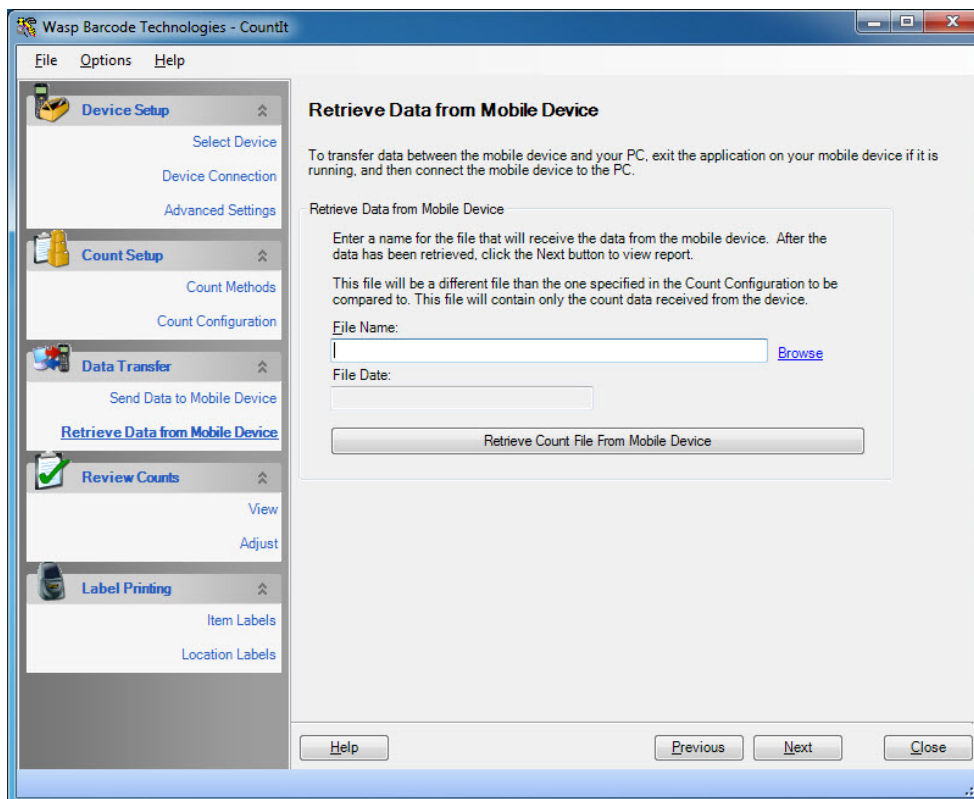 Wasp Barcode Technologies - CountIt
File Options Help
Device Setup
Select Device
Device Connection
Advanced Settings
Count Setup
Count Methods
Count Configuration
Data Transfer
Send Data to Mobile Device
Retrieve Data from Mobile Device
Review Counts
View
Adjust
Label Printing
Item Labels
Location Labels
Retrieve Data from Mobile Device
To transfer data between the mobile device and your PC, exit the application on your mobile device if it is
running, and then connect the mobile device to the PC.
Retrieve Data from Mobile Device
Enter a name for the file that will receive the data from the mobile device. After the
data has been retrieved, click the Next button to view report.
This file will be a different file than the one specified in the Count Configuration to be
compared to. This file will contain only the count data received from the device.
File Name:
Browse
File Date:
Retrieve Count File From Mobile Device
Help Previous Next Close